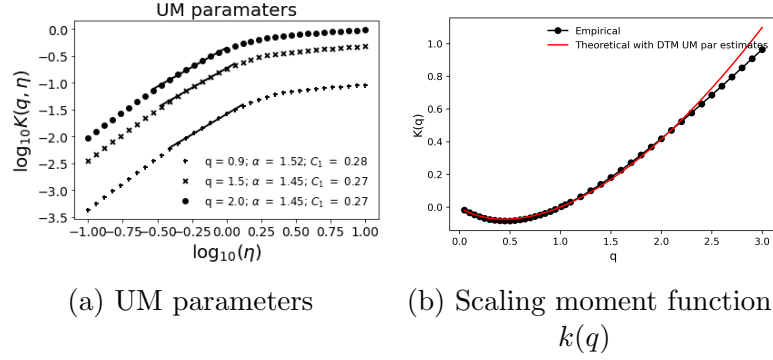 UM paramaters
log₁₀K(q, η)
0.0
−0.5
−1.0
−1.5
−2.0
−2.5
−3.0
−3.5
q = 0.9; α = 1.52; C₁ = 0.28
q = 1.5; α = 1.45; C₁ = 0.27
q = 2.0; α = 1.45; C₁ = 0.27
−1.00 −0.75 −0.50 −0.25 0.00 0.25 0.50 0.75 1.00
log₁₀(η)
(a) UM parameters
Empirical
Theoretical with DTM UM par estimates
K(q)
1.0
0.8
0.6
0.4
0.2
0.0
0.0 0.5 1.0 1.5 2.0 2.5 3.0
q
(b) Scaling moment function
k(q)